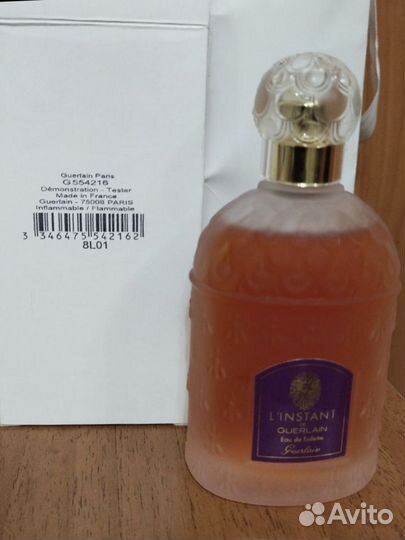 Guerlain Paris
G554216
Démonstration - Tester
Made in France
Guerlain - 75008 PARIS
Inflammable / Flammable
3 346475 542162
8L01
L'INSTANT
DE
GUERLAIN
Eau de Toilette
Guerlain
Avito